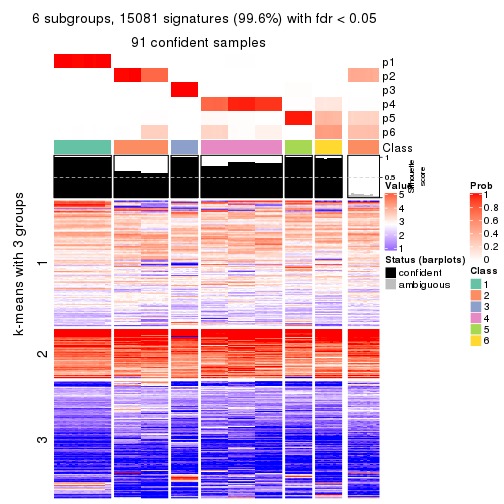 6 subgroups, 15081 signatures (99.6%) with fdr < 0.05
91 confident samples
p1
p2
p3
p4
p5
p6
Class
1
0.5
0
Silhouette
score
k-means with 3 groups
1
2
3
Value
5
4
3
2
1
Status (barplots)
confident
ambiguous
Prob
1
0.8
0.6
0.4
0.2
0
Class
1
2
3
4
5
6